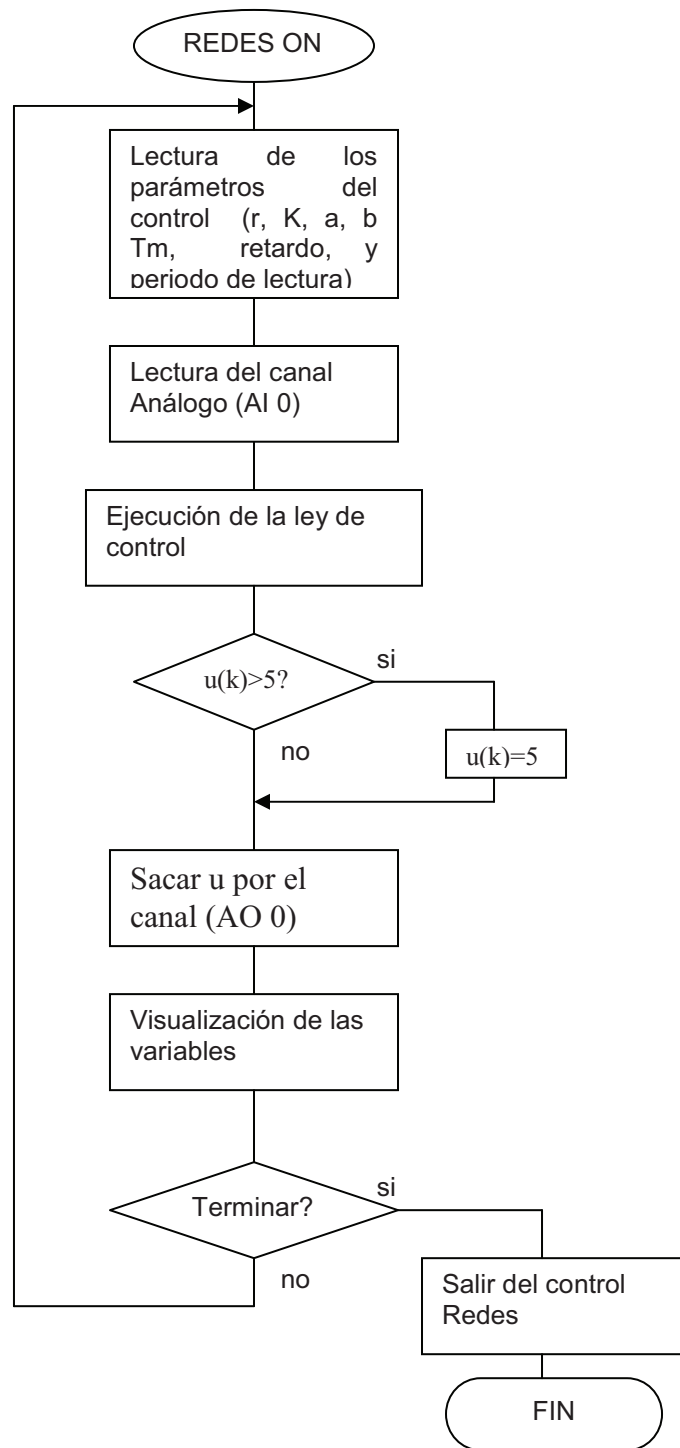 REDES ON
Lectura de los
parámetros del
control (r, K, a, b
Tm, retardo, y
periodo de lectura)
Lectura del canal
Análogo (AI 0)
Ejecución de la ley de
control
u(k)>5?
si
no
u(k)=5
Sacar u por el
canal (AO 0)
Visualización de las
variables
Terminar?
si
no
Salir del control
Redes
FIN